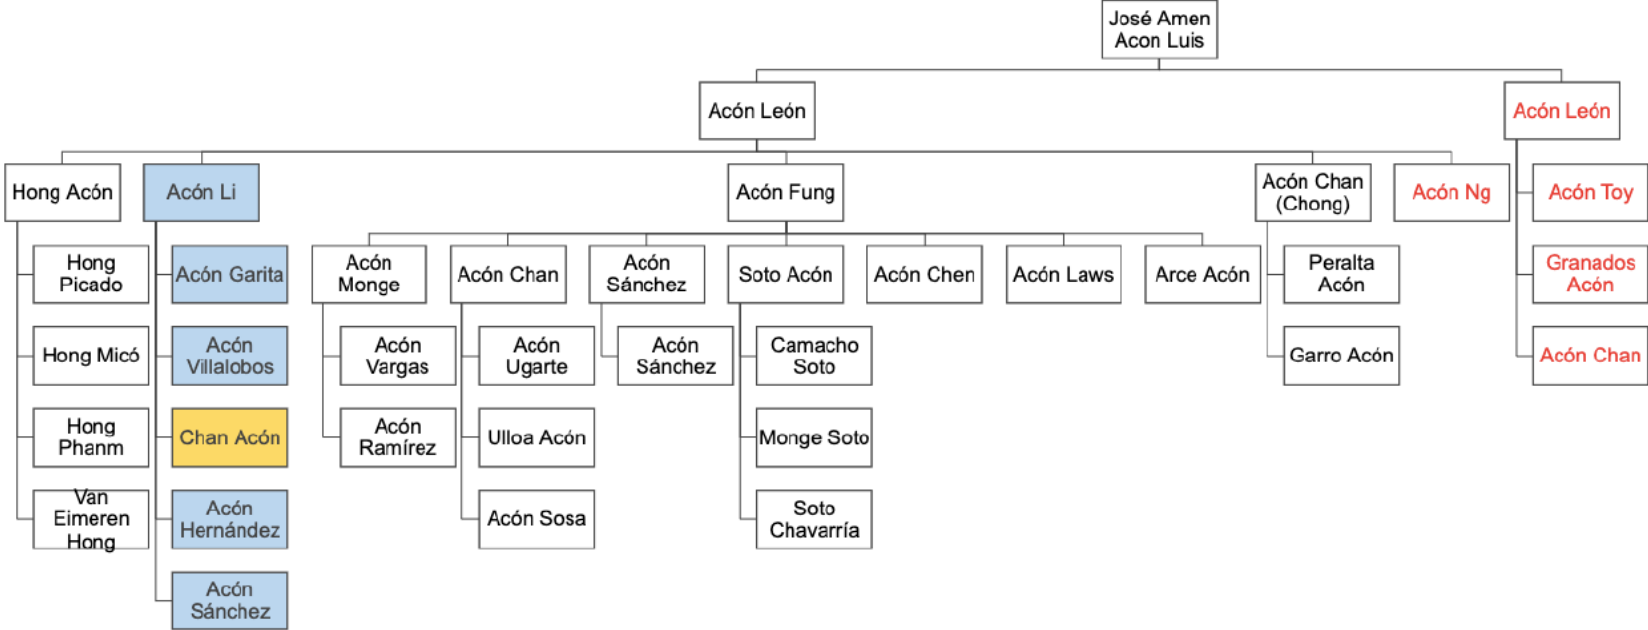 José Amen
Acon Luis
Acón León
Acón León
Hong Acón
Acón Li
Acón Fung
Acón Chan
(Chong)
Acón Ng
Acón Toy
Hong
Picado
Acón Garita
Acón
Monge
Acón Chan
Acón
Sánchez
Soto Acón
Acón Chen
Acón Laws
Arce Acón
Peralta
Acón
Granados
Acón
Hong Micó
Acón
Villalobos
Acón
Vargas
Acón
Ugarte
Acón
Sánchez
Camacho
Soto
Garro Acón
Acón Chan
Hong
Phanm
Chan Acón
Acón
Ramírez
Ulloa Acón
Monge Soto
Van
Eimeren
Hong
Acón
Hernández
Acón Sosa
Soto
Chavarría
Acón
Sánchez